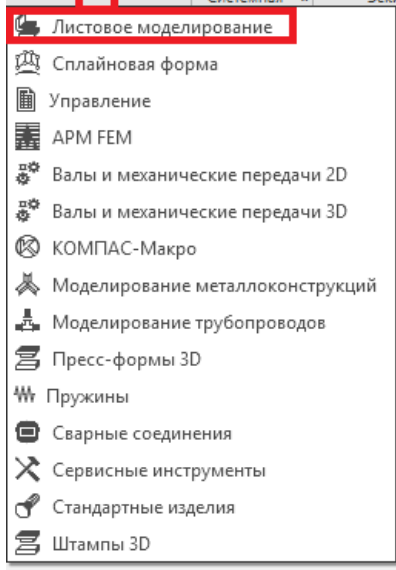 Листовое моделирование
Сплайновая форма
Управление
APM FEM
Валы и механические передачи 2D
Валы и механические передачи 3D
КОМПАС-Макро
Моделирование металлоконструкций
Моделирование трубопроводов
Пресс-формы 3D
Пружины
Сварные соединения
Сервисные инструменты
Стандартные изделия
Штампы 3D